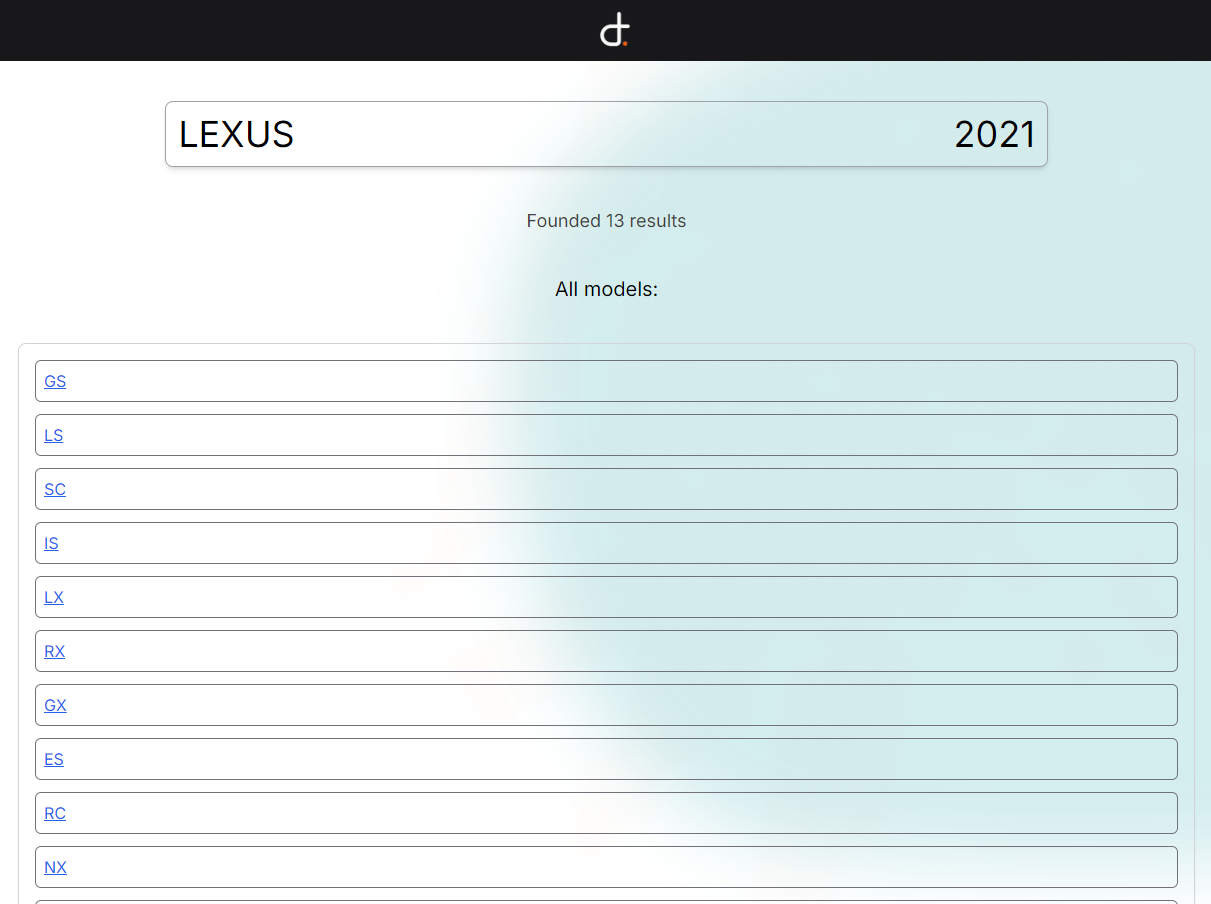 LEXUS 2021
Founded 13 results
All models:
GS
LS
SC
IS
LX
RX
GX
ES
RC
NX